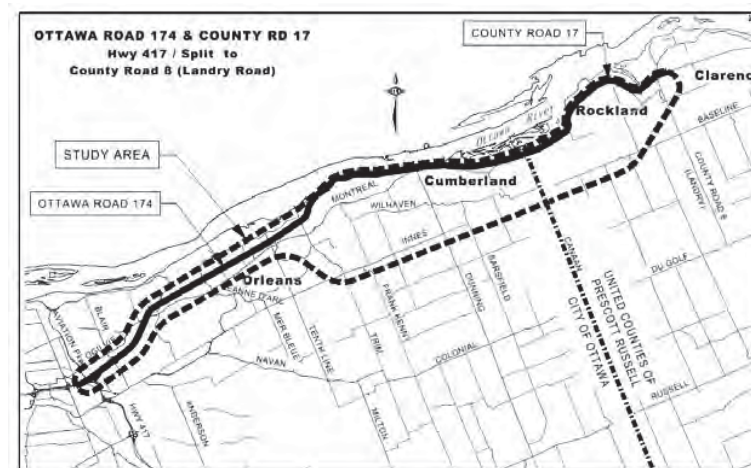 OTTAWA ROAD 174 & COUNTY RD 17
Hwy 417 / Split to
County Road 8 (Landry Road)
COUNTY ROAD 17
Clarenc
Rockland
BASELINE
Ottawa River
STUDY AREA
COUNTY ROAD 8
(LANDRY)
MONTREAL
Cumberland
OTTAWA ROAD 174
WILHAVEN
INNES
CANAAN
DU GOLF
Orleans
JEANNE D'ARC
SARSFIELD
DUNNING
FRANK KENNY
BLAIR
AVIATION PK
MER BLEUE
TENTH LINE
TRIM
UNITED COUNTIES OF
PRESCOTT RUSSELL
CITY OF OTTAWA
NAVAN
COLONIAL
RUSSELL
HWY 417
ANDERSON
MILTON